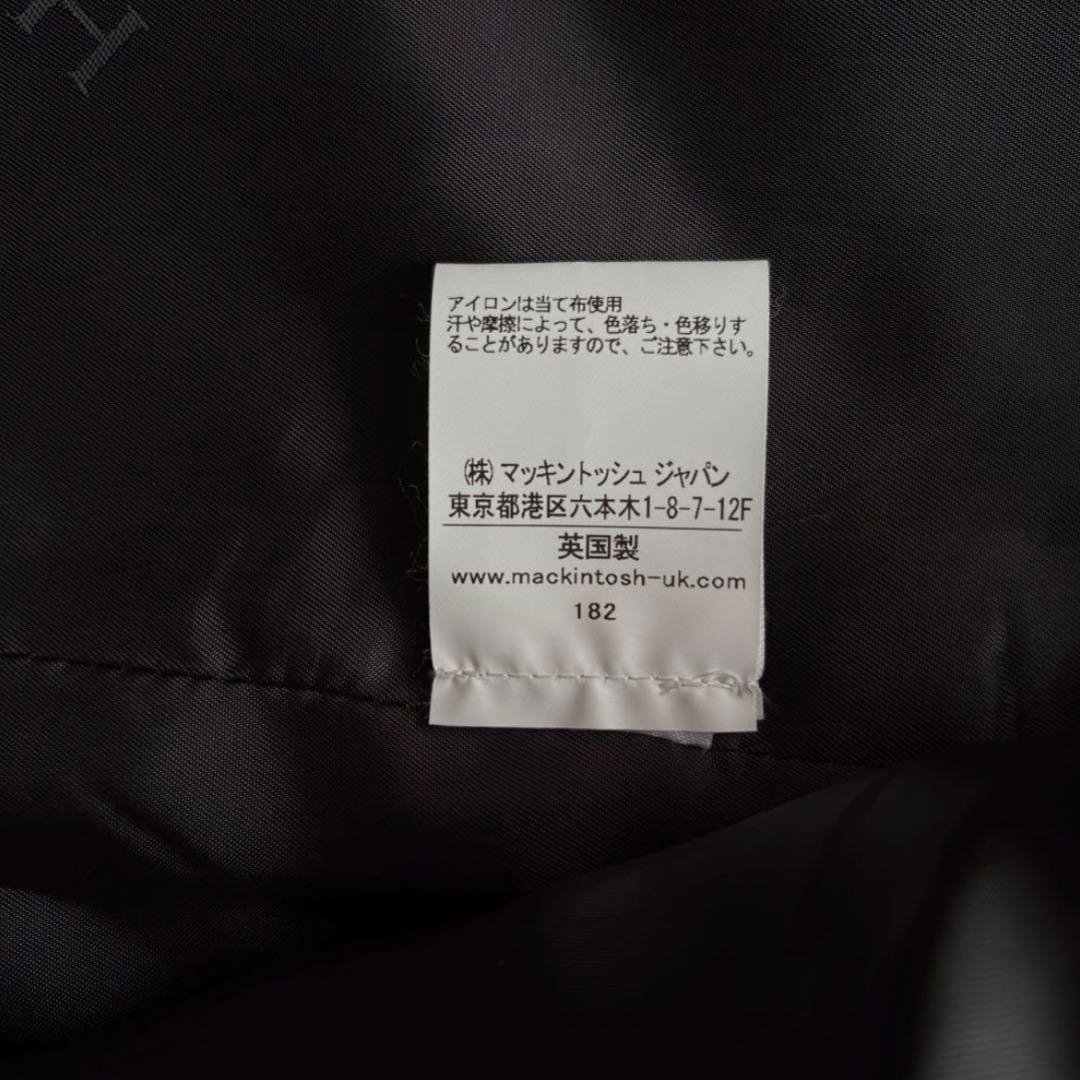 H
アイロンは当て布使用
汗や摩擦によって、色落ち・色移りす
ることがありますので、ご注意下さい。
(株)マッキントッシュ ジャパン
東京都港区六本木1-8-7-12F
英国製
www.mackintosh-uk.com
182